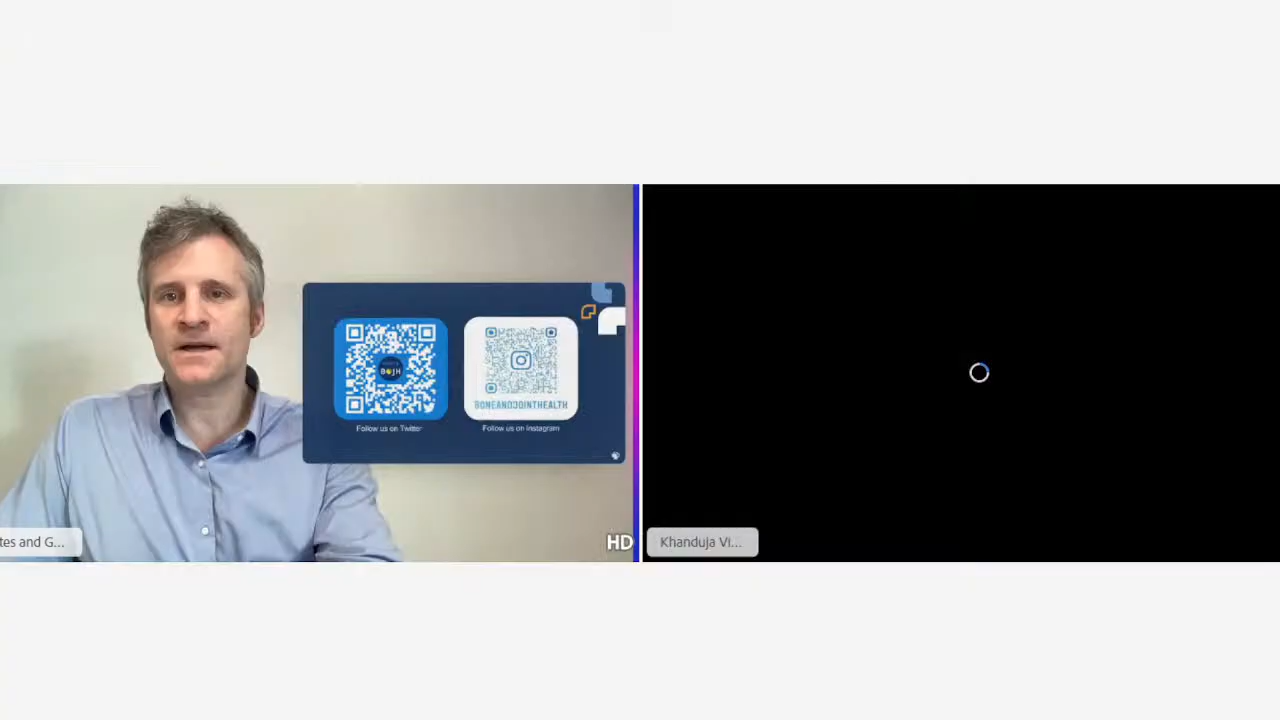 BOJH
BONEANDJOINTHEALTH
Follow us on Twitter
Follow us on Instagram
HD
tes and G...
Khanduja Vi...